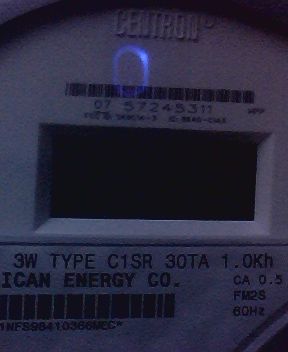 CENTRON
07 57245311
3W TYPE C1SR 30TA 1.0Kh
ICAN ENERGY CO. CA 0.5
FM2S
60Hz